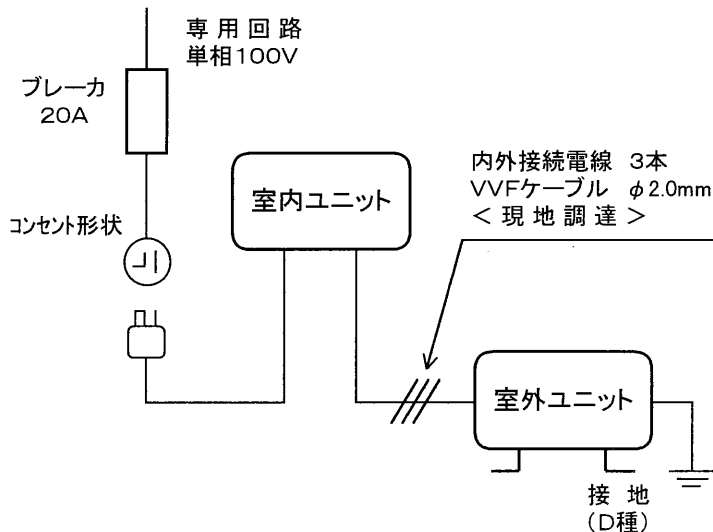 専用回路
単相100V
ブレーカ
20A
コンセント形状
室内ユニット
内外接続電線 3本
VVFケーブル φ2.0mm
<現地調達>
室外ユニット
接地
(D種)